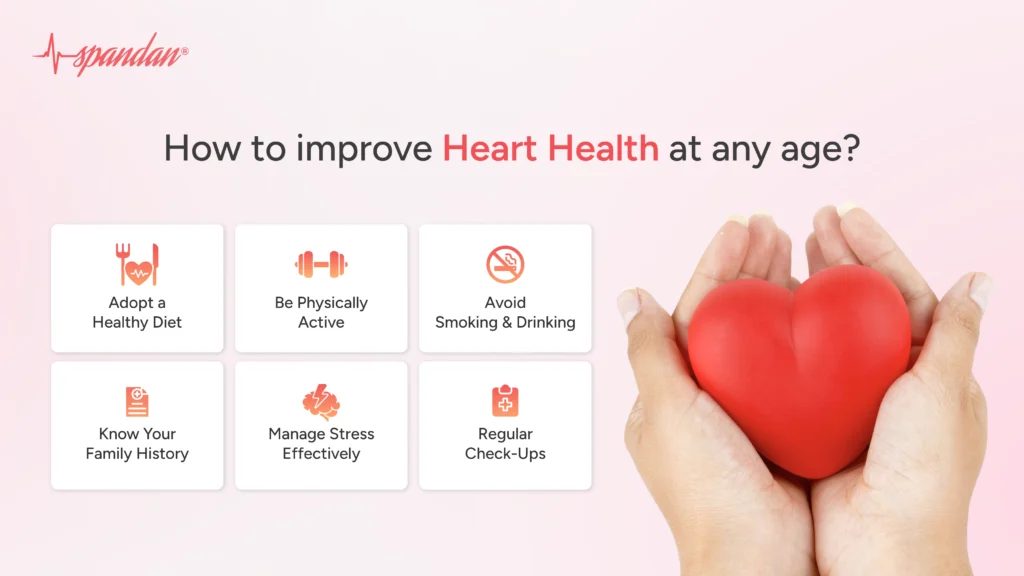 spandan®
How to improve Heart Health at any age?
Adopt a
Healthy Diet
Be Physically
Active
Avoid
Smoking & Drinking
Know Your
Family History
Manage Stress
Effectively
Regular
Check-Ups